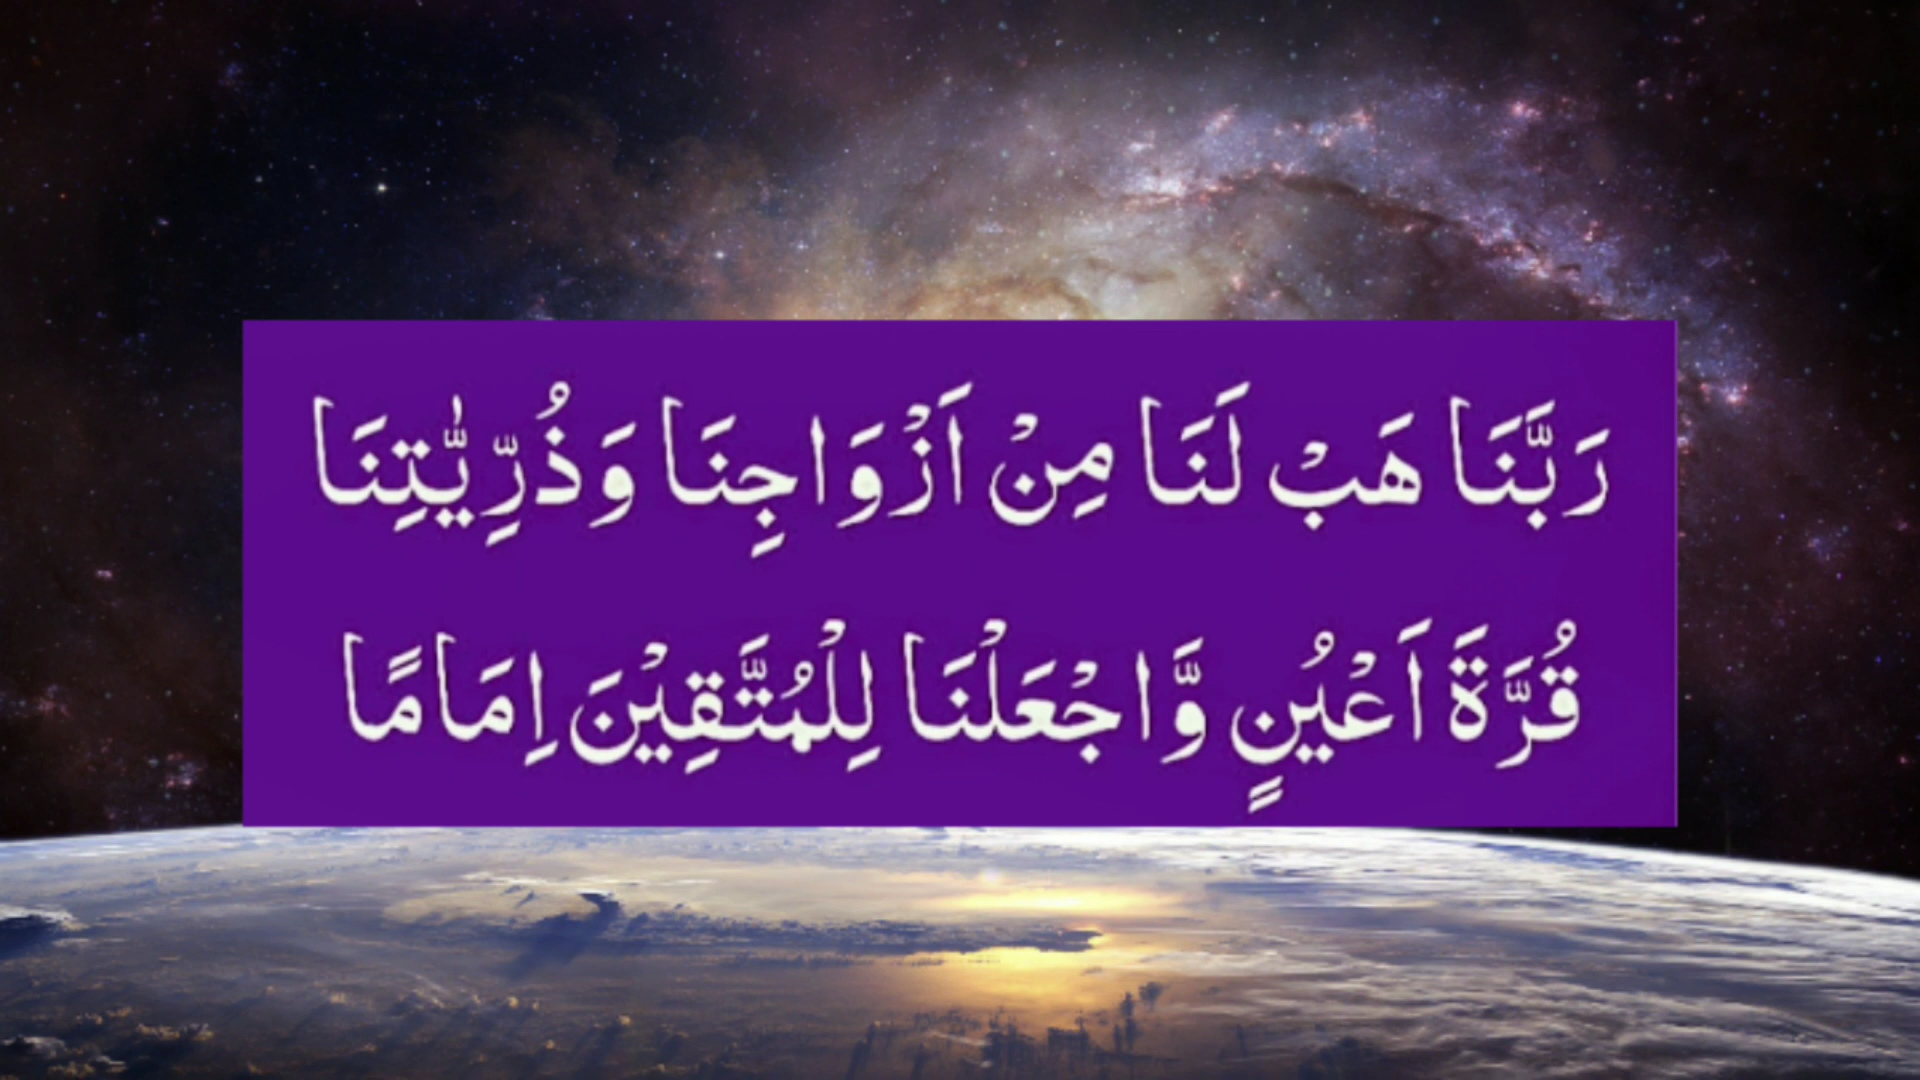 رَبَّنَا هَبْ لَنَا مِنْ اَزْوَاجِنَا وَذُرِّيّٰتِنَا
قُرَّةَ اَعْيُنٍ وَّاجْعَلْنَا لِلْمُتَّقِيْنَ اِمَامًا